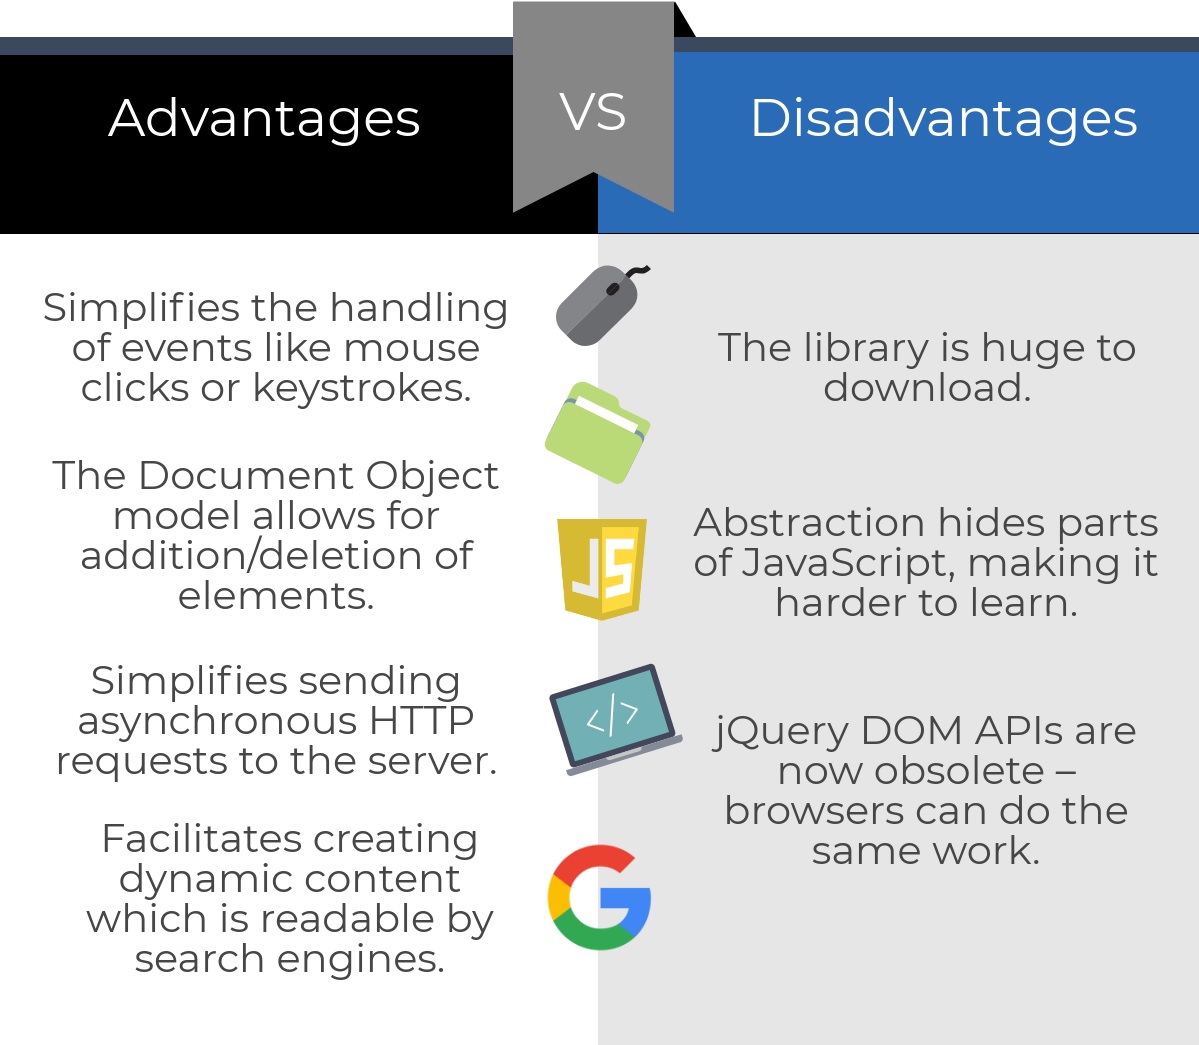 Advantages
VS
Disadvantages
Simplifies the handling
of events like mouse
clicks or keystrokes.
The Document Object
model allows for
addition/deletion of
elements.
Simplifies sending
asynchronous HTTP
requests to the server.
Facilitates creating
dynamic content
which is readable by
search engines.
JS
</>
G
The library is huge to
download.
Abstraction hides parts
of JavaScript, making it
harder to learn.
jQuery DOM APIs are
now obsolete –
browsers can do the
same work.